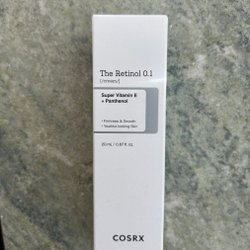 The Retinol 0.1
[cream]
Super Vitamin E
+ Panthenol
• Firmness & Smooth
• Youthful-looking Skin
20 mL / 0.67 fl. oz.
COSRX